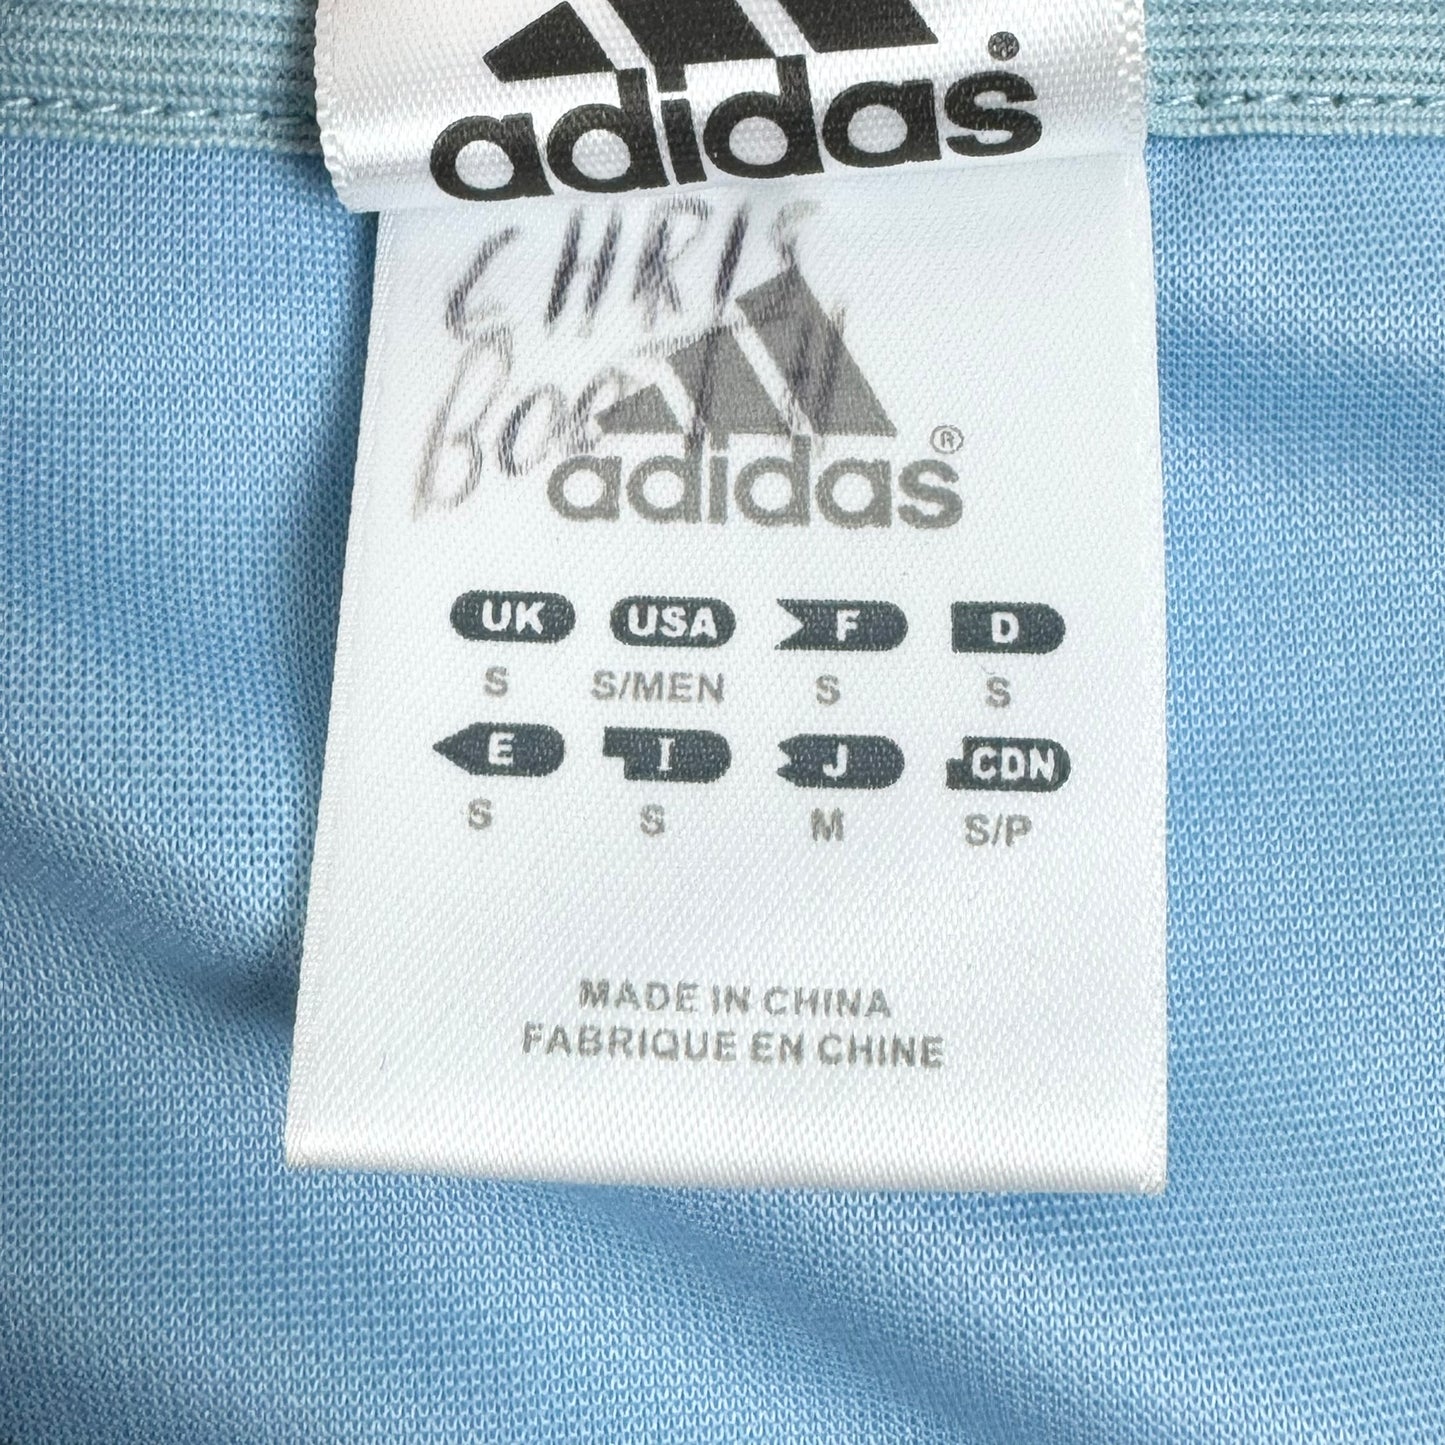 adidas®
CHRIS
adidas®
UK USA F D
S S/MEN S S
E I J CDN
S S M S/P
MADE IN CHINA
FABRIQUE EN CHINE